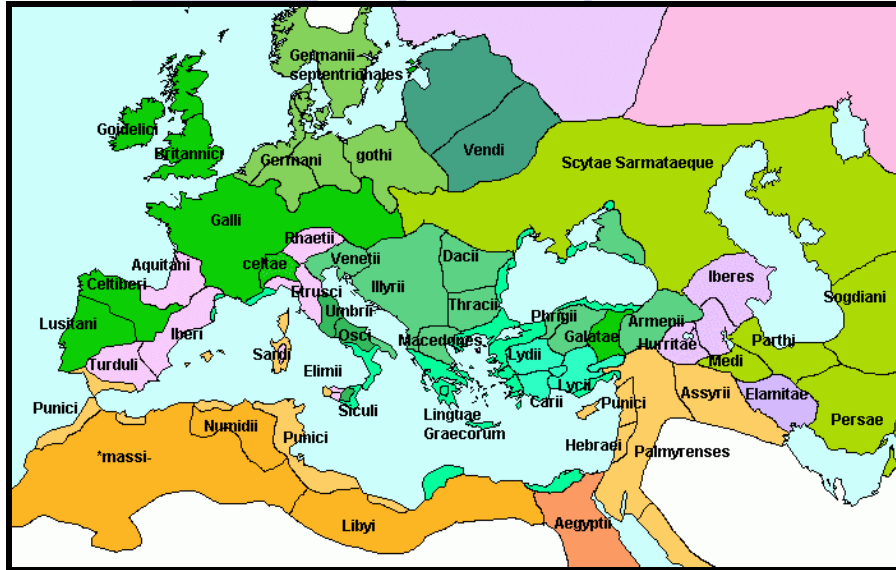 Germanii
septentrionales
Goidelici
Britannici
Germani
gothi
Vendi
Scytae Sarmataeque
Galli
Rhaetii
Aquitani
celtae
Venetii
Dacii
Iberes
Celtiberi
Etrusci
Illyrii
Sogdiani
Lusitani
Umbrii
Thracii
Phrigii
Armenii
Iberi
Osci
Macedones
Galatae
Hurritae
Parthi
Turduli
Sardi
Lydii
Medi
Elimii
Lycii
Assyrii
Elamitae
Punici
Siculi
Carii
Punici
Linguae
Graecorum
Persae
Numidii
Punici
Hebraei
Palmyrenses
*massi-
Libyi
Aegyptii